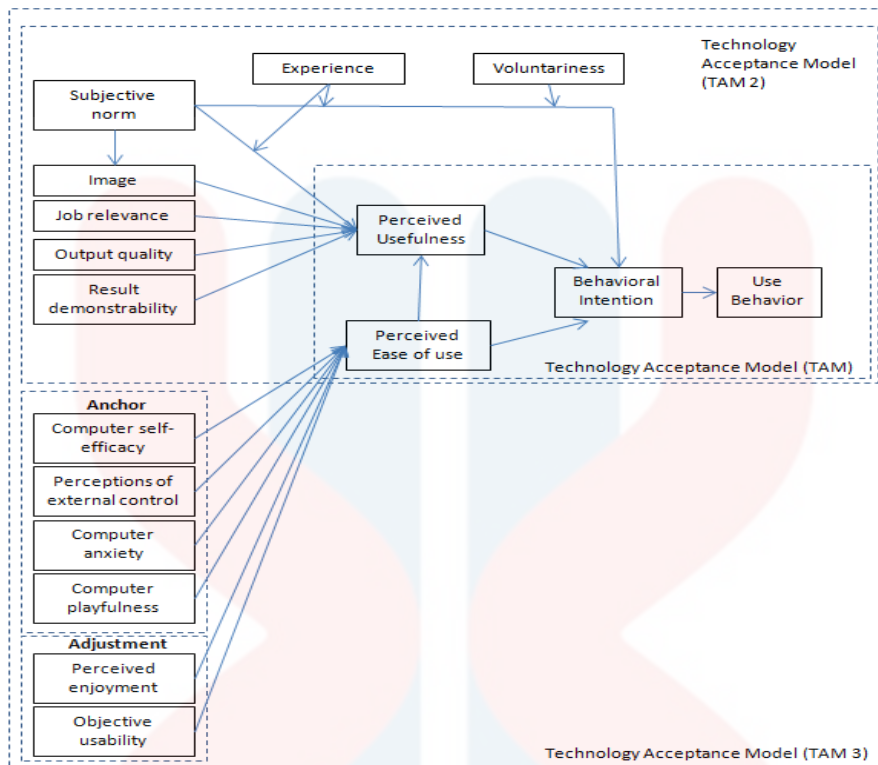 Technology
Acceptance Model
(TAM 2)
Experience
Voluntariness
Subjective
norm
Image
Job relevance
Output quality
Result
demonstrability
Perceived
Usefulness
Behavioral
Intention
Use
Behavior
Perceived
Ease of use
Technology Acceptance Model (TAM)
Anchor
Computer self-
efficacy
Perceptions of
external control
Computer
anxiety
Computer
playfulness
Adjustment
Perceived
enjoyment
Objective
usability
Technology Acceptance Model (TAM 3)